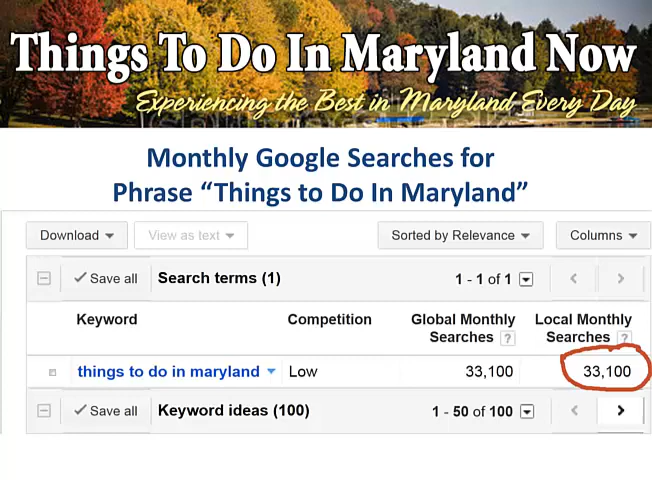 Things To Do In Maryland Now
Experiencing the Best in Maryland Every Day
Monthly Google Searches for
Phrase “Things to Do In Maryland”
Download View as text Sorted by Relevance Columns
Save all Search terms (1) 1 - 1 of 1
Keyword Competition Global Monthly Searches ? Local Monthly Searches ?
things to do in maryland Low 33,100 33,100
Save all Keyword ideas (100) 1 - 50 of 100